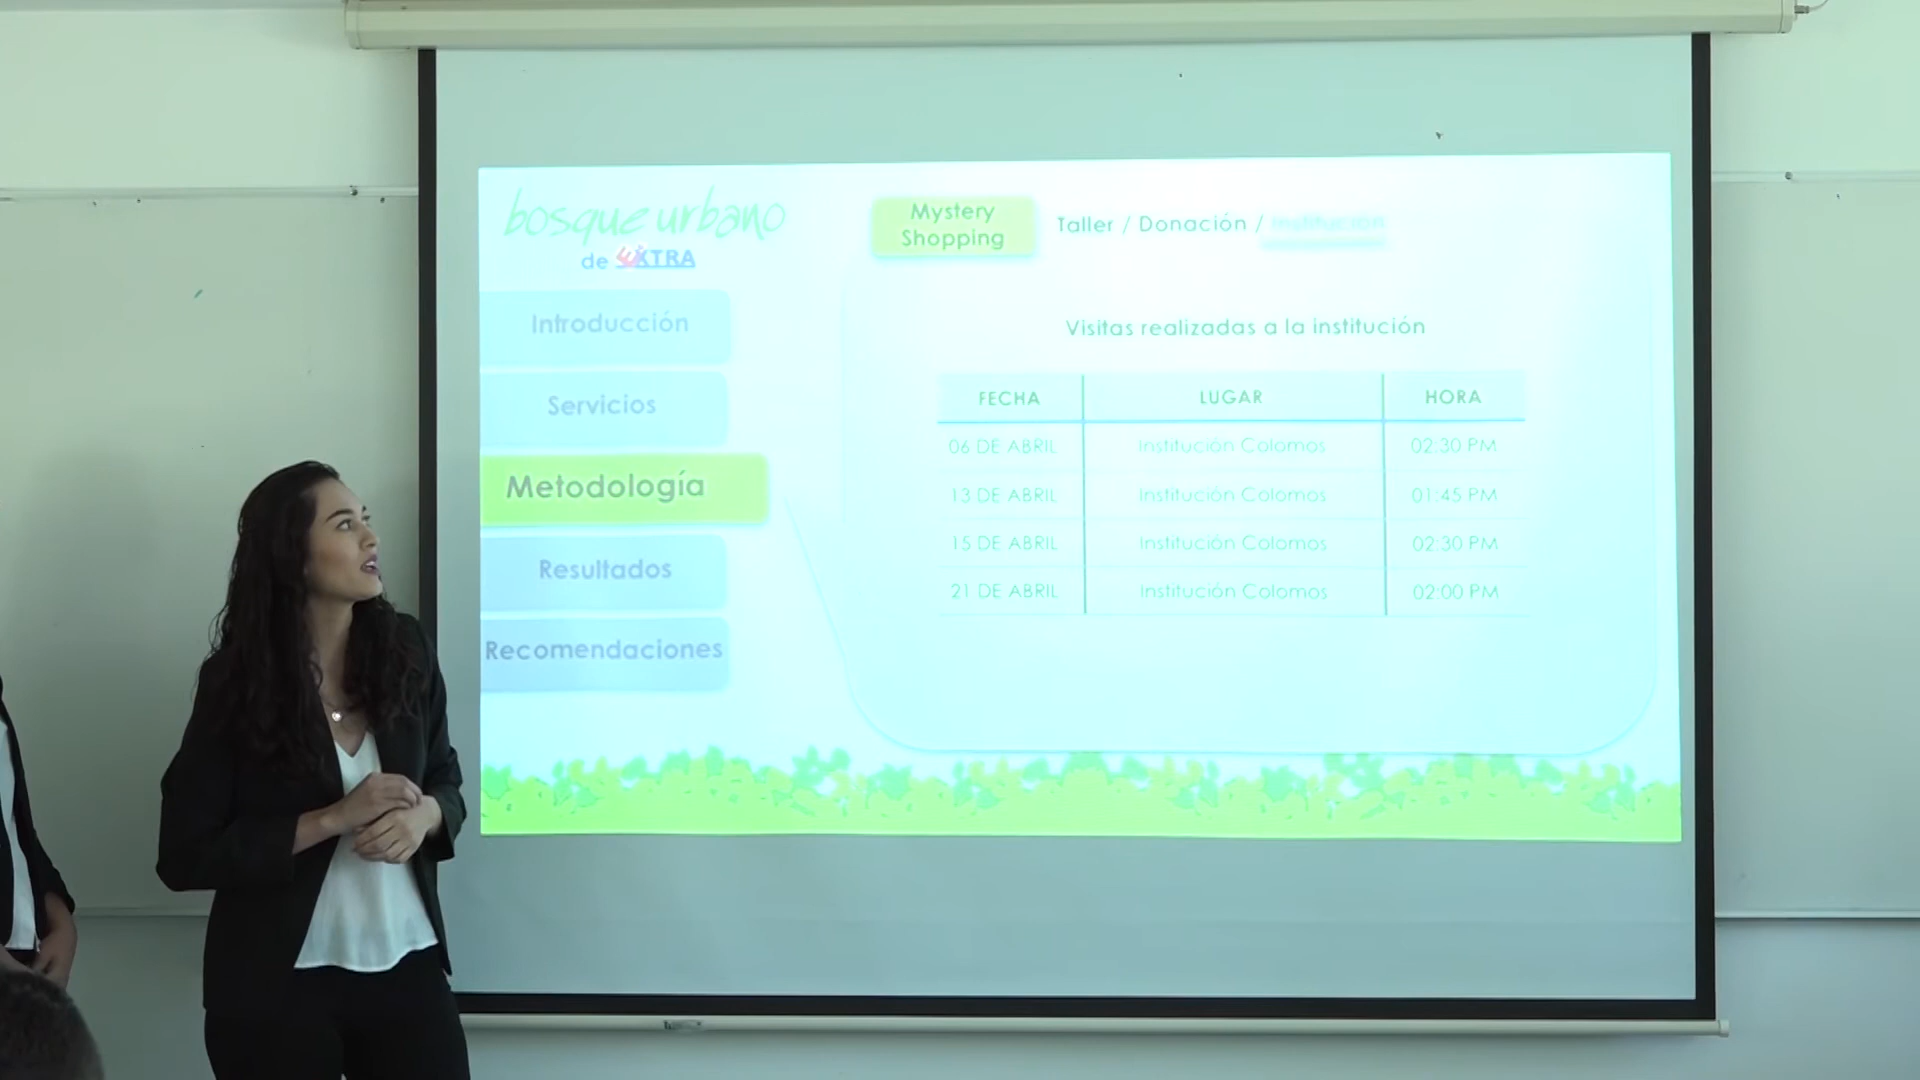 bosque urbano
de EXTRA
Introducción
Servicios
Metodología
Resultados
Recomendaciones
Mystery
Shopping
Taller / Donación / Institución
Visitas realizadas a la institución
FECHA LUGAR HORA
06 DE ABRIL Institución Colomos 02:30 PM
13 DE ABRIL Institución Colomos 01:45 PM
15 DE ABRIL Institución Colomos 02:30 PM
21 DE ABRIL Institución Colomos 02:00 PM